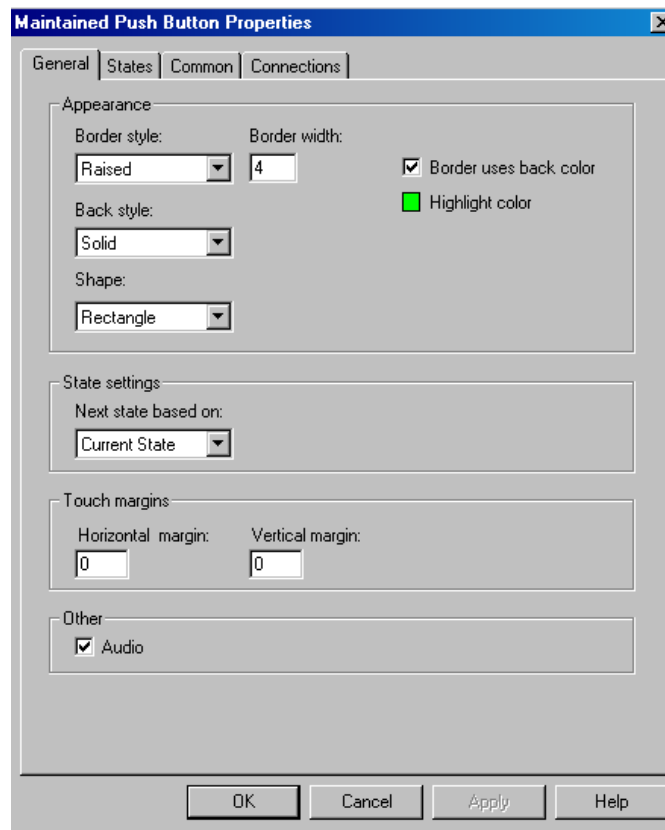 Maintained Push Button Properties
General States Common Connections
Appearance
Border style: Border width:
Raised 4 Border uses back color
Highlight color
Back style:
Solid
Shape:
Rectangle
State settings
Next state based on:
Current State
Touch margins
Horizontal margin: Vertical margin:
0 0
Other
Audio
OK Cancel Apply Help